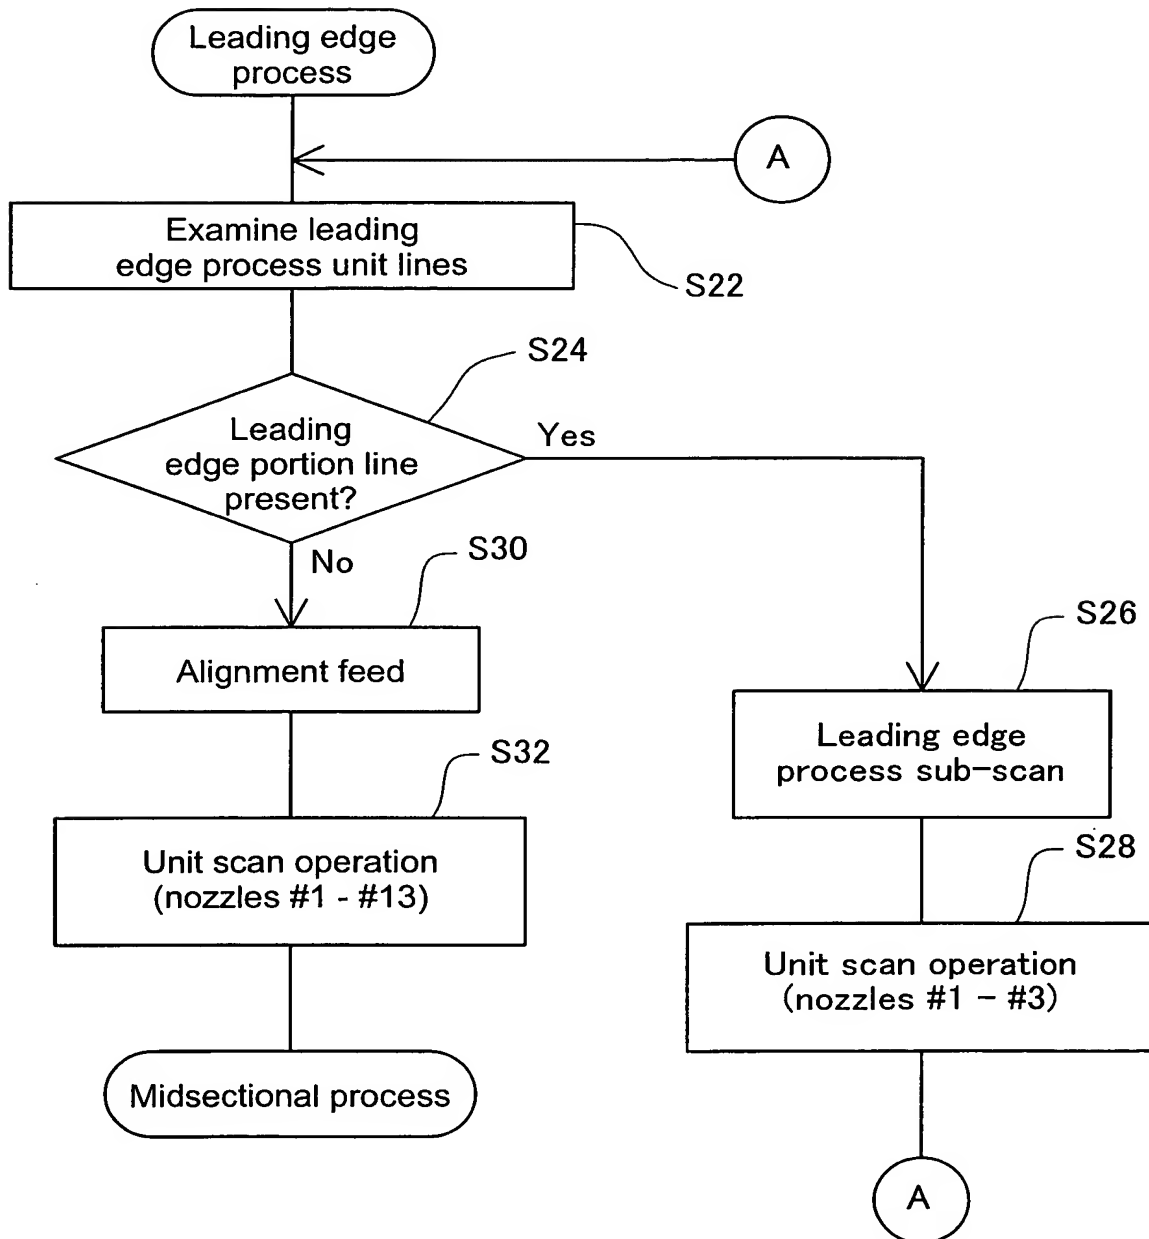 Leading edge
process
A
Examine leading
edge process unit lines
S22
S24
Leading
edge portion line
present?
Yes
No
S30
Alignment feed
S26
Leading edge
process sub-scan
S32
Unit scan operation
(nozzles #1 - #13)
S28
Unit scan operation
(nozzles #1 - #3)
Midsectional process
A